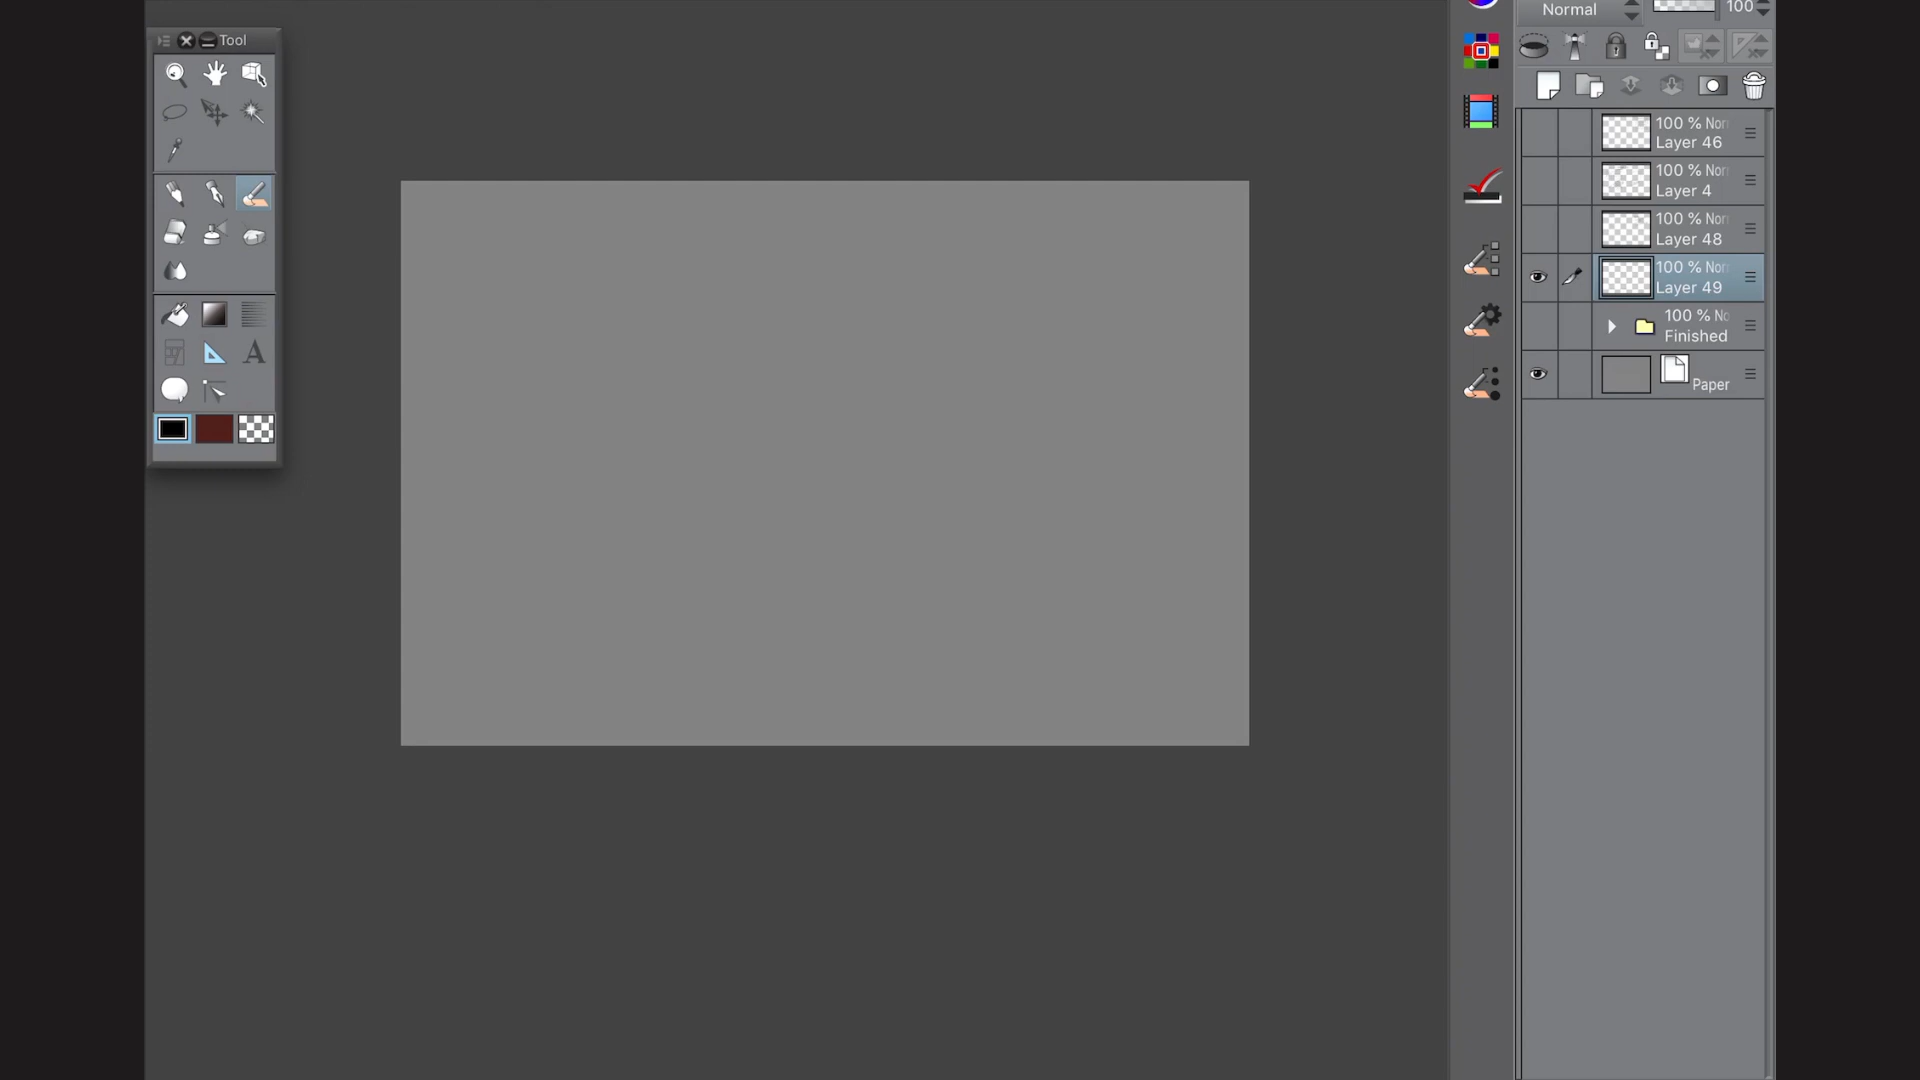 Tool
Normal
100
100 % Nor
Layer 46
100 % Nor
Layer 4
100 % Nor
Layer 48
100 % Nor
Layer 49
100 % No
Finished
Paper
A